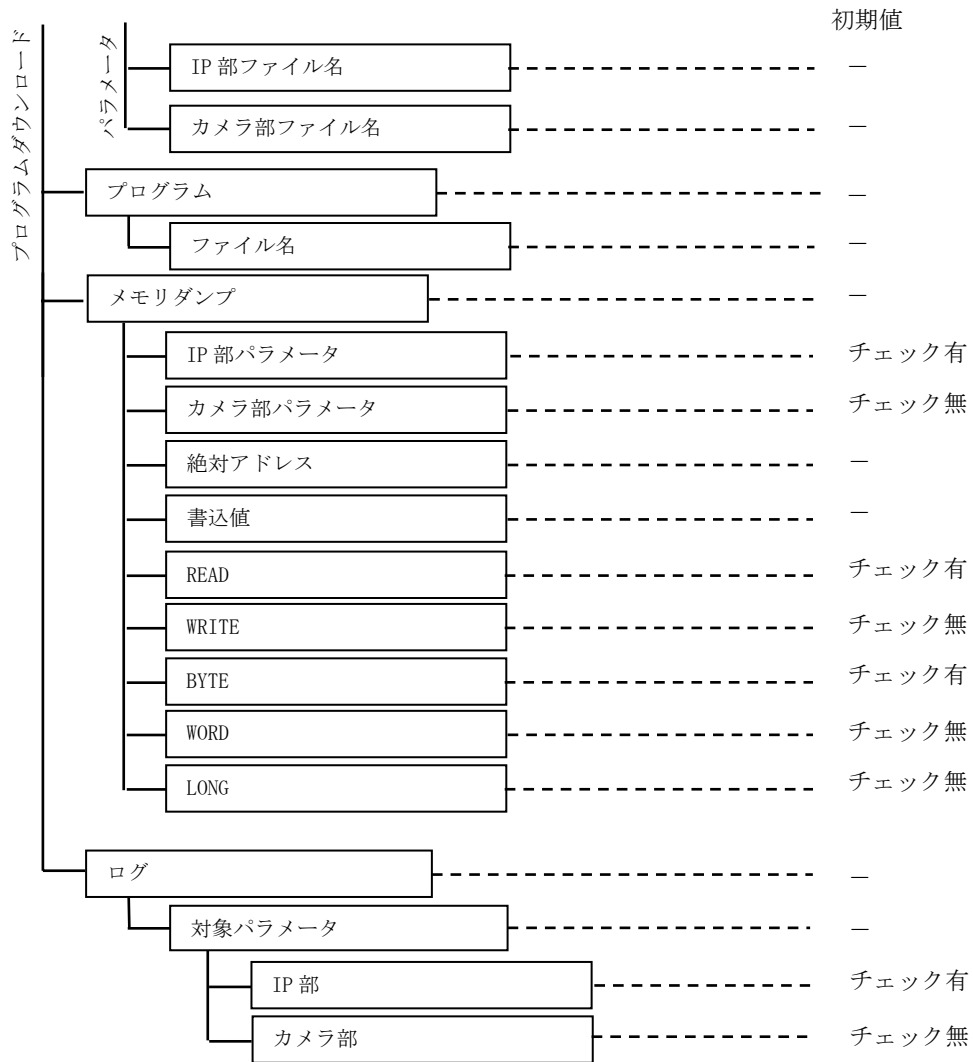 初期値
プログラムダウンロード
パラメータ
IP 部ファイル名 －
カメラ部ファイル名 －
プログラム －
ファイル名 －
メモリダンプ －
IP 部パラメータ チェック有
カメラ部パラメータ チェック無
絶対アドレス －
書込値 －
READ チェック有
WRITE チェック無
BYTE チェック有
WORD チェック無
LONG チェック無
ログ －
対象パラメータ －
IP 部 チェック有
カメラ部 チェック無